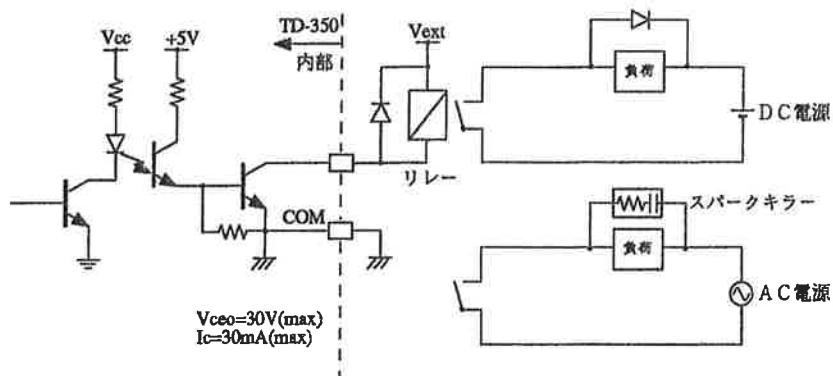 Vcc
+5V
TD-350
内部
Vext
リレー
COM
Vceo=30V(max)
Ic=30mA(max)
負荷
DC電源
スパークキラー
負荷
AC電源